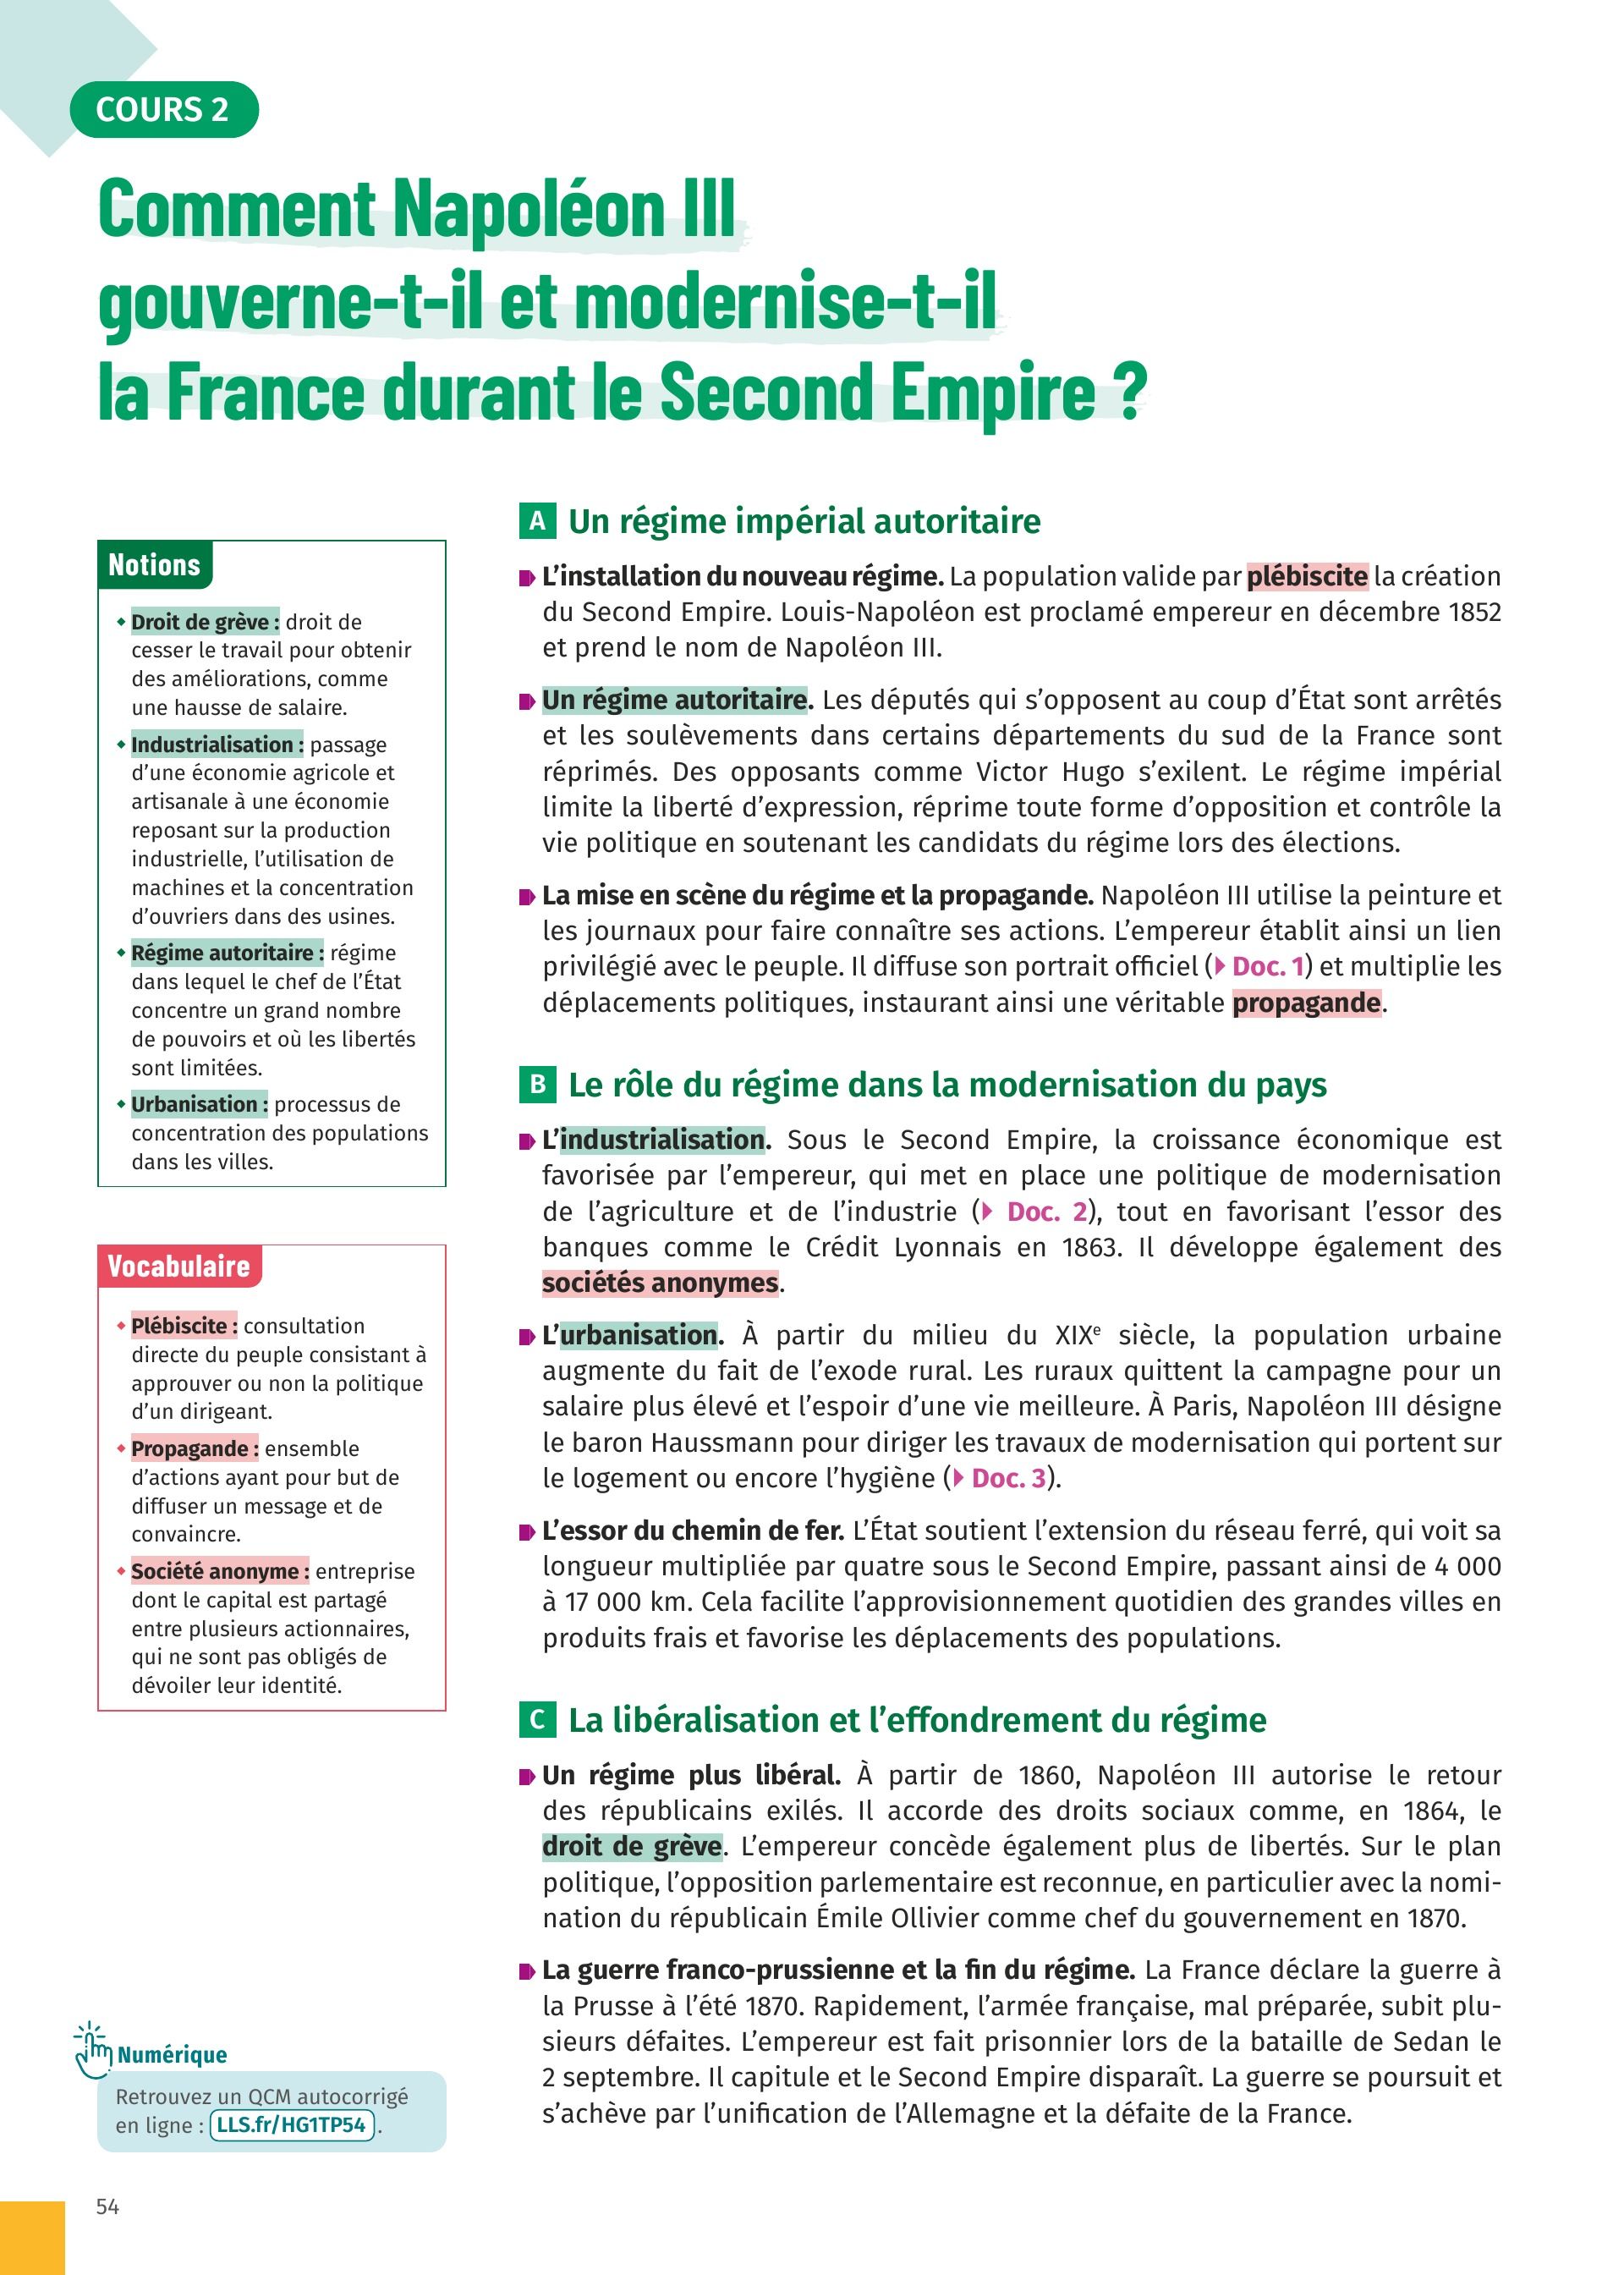 COURS 2
Comment Napoléon III
gouverne-t-il et modernise-t-il
la France durant le Second Empire ?
Notions
Droit de grève : droit de
cesser le travail pour obtenir
des améliorations, comme
une hausse de salaire.
Industrialisation : passage
d’une économie agricole et
artisanale à une économie
reposant sur la production
industrielle, l’utilisation de
machines et la concentration
d’ouvriers dans des usines.
Régime autoritaire : régime
dans lequel le chef de l’État
concentre un grand nombre
de pouvoirs et où les libertés
sont limitées.
Urbanisation : processus de
concentration des populations
dans les villes.
Vocabulaire
Plébiscite : consultation
directe du peuple consistant à
approuver ou non la politique
d’un dirigeant.
Propagande : ensemble
d’actions ayant pour but de
diffuser un message et de
convaincre.
Société anonyme : entreprise
dont le capital est partagé
entre plusieurs actionnaires,
qui ne sont pas obligés de
dévoiler leur identité.
Numérique
Retrouvez un QCM autocorrigé
en ligne : LLS.fr/HG1TP54 .
A Un régime impérial autoritaire
L’installation du nouveau régime. La population valide par plébiscite la création
du Second Empire. Louis-Napoléon est proclamé empereur en décembre 1852
et prend le nom de Napoléon III.
Un régime autoritaire. Les députés qui s’opposent au coup d’État sont arrêtés
et les soulèvements dans certains départements du sud de la France sont
réprimés. Des opposants comme Victor Hugo s’exilent. Le régime impérial
limite la liberté d’expression, réprime toute forme d’opposition et contrôle la
vie politique en soutenant les candidats du régime lors des élections.
La mise en scène du régime et la propagande. Napoléon III utilise la peinture et
les journaux pour faire connaître ses actions. L’empereur établit ainsi un lien
privilégié avec le peuple. Il diffuse son portrait officiel (Doc. 1) et multiplie les
déplacements politiques, instaurant ainsi une véritable propagande.
B Le rôle du régime dans la modernisation du pays
L’industrialisation. Sous le Second Empire, la croissance économique est
favorisée par l’empereur, qui met en place une politique de modernisation
de l’agriculture et de l’industrie (Doc. 2), tout en favorisant l’essor des
banques comme le Crédit Lyonnais en 1863. Il développe également des
sociétés anonymes.
L’urbanisation. À partir du milieu du XIXe siècle, la population urbaine
augmente du fait de l’exode rural. Les ruraux quittent la campagne pour un
salaire plus élevé et l’espoir d’une vie meilleure. À Paris, Napoléon III désigne
le baron Haussmann pour diriger les travaux de modernisation qui portent sur
le logement ou encore l’hygiène (Doc. 3).
L’essor du chemin de fer. L’État soutient l’extension du réseau ferré, qui voit sa
longueur multipliée par quatre sous le Second Empire, passant ainsi de 4 000
à 17 000 km. Cela facilite l’approvisionnement quotidien des grandes villes en
produits frais et favorise les déplacements des populations.
C La libéralisation et l’effondrement du régime
Un régime plus libéral. À partir de 1860, Napoléon III autorise le retour
des républicains exilés. Il accorde des droits sociaux comme, en 1864, le
droit de grève. L’empereur concède également plus de libertés. Sur le plan
politique, l’opposition parlementaire est reconnue, en particulier avec la nomi-
nation du républicain Émile Ollivier comme chef du gouvernement en 1870.
La guerre franco-prussienne et la fin du régime. La France déclare la guerre à
la Prusse à l’été 1870. Rapidement, l’armée française, mal préparée, subit plu-
sieurs défaites. L’empereur est fait prisonnier lors de la bataille de Sedan le
2 septembre. Il capitule et le Second Empire disparaît. La guerre se poursuit et
s’achève par l’unification de l’Allemagne et la défaite de la France.
54